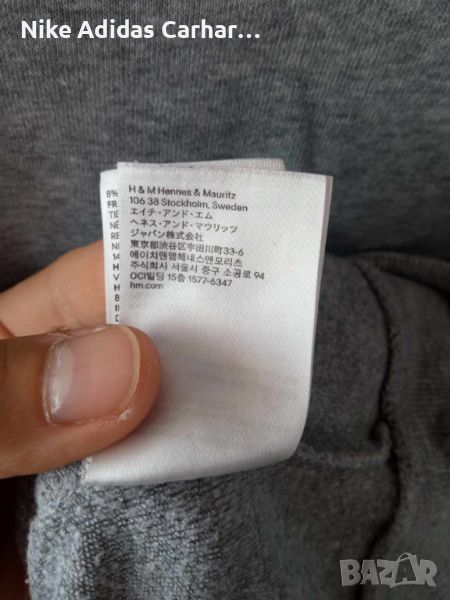 Nike Adidas Carhar...
H & M Hennes & Mauritz
106 38 Stockholm, Sweden
エイチ・アンド・エム
ヘネス・アンド・マウリッツ
ジャパン株式会社
東京都渋谷区宇田川町33-6
에이치앤엠헤네스앤모리츠
주식회사 서울시 중구 소공로 94
OCI빌딩 15층 1577-6347
hm.com
8%
FR
BAZAR